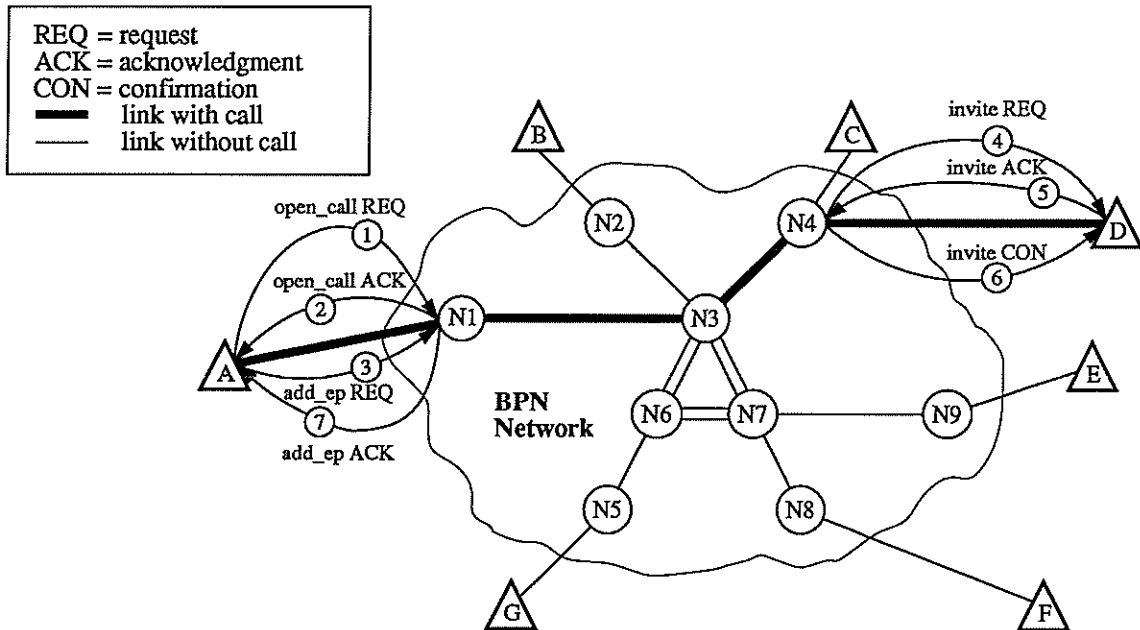 REQ = request
ACK = acknowledgment
CON = confirmation
link with call
link without call
B
C
invite REQ
4
invite ACK
5
open_call REQ
1
N2
N4
D
invite CON
6
open_call ACK
2
N1
N3
A
3
add_ep REQ
7
add_ep ACK
BPN
Network
N6
N7
N9
E
N5
N8
G
F